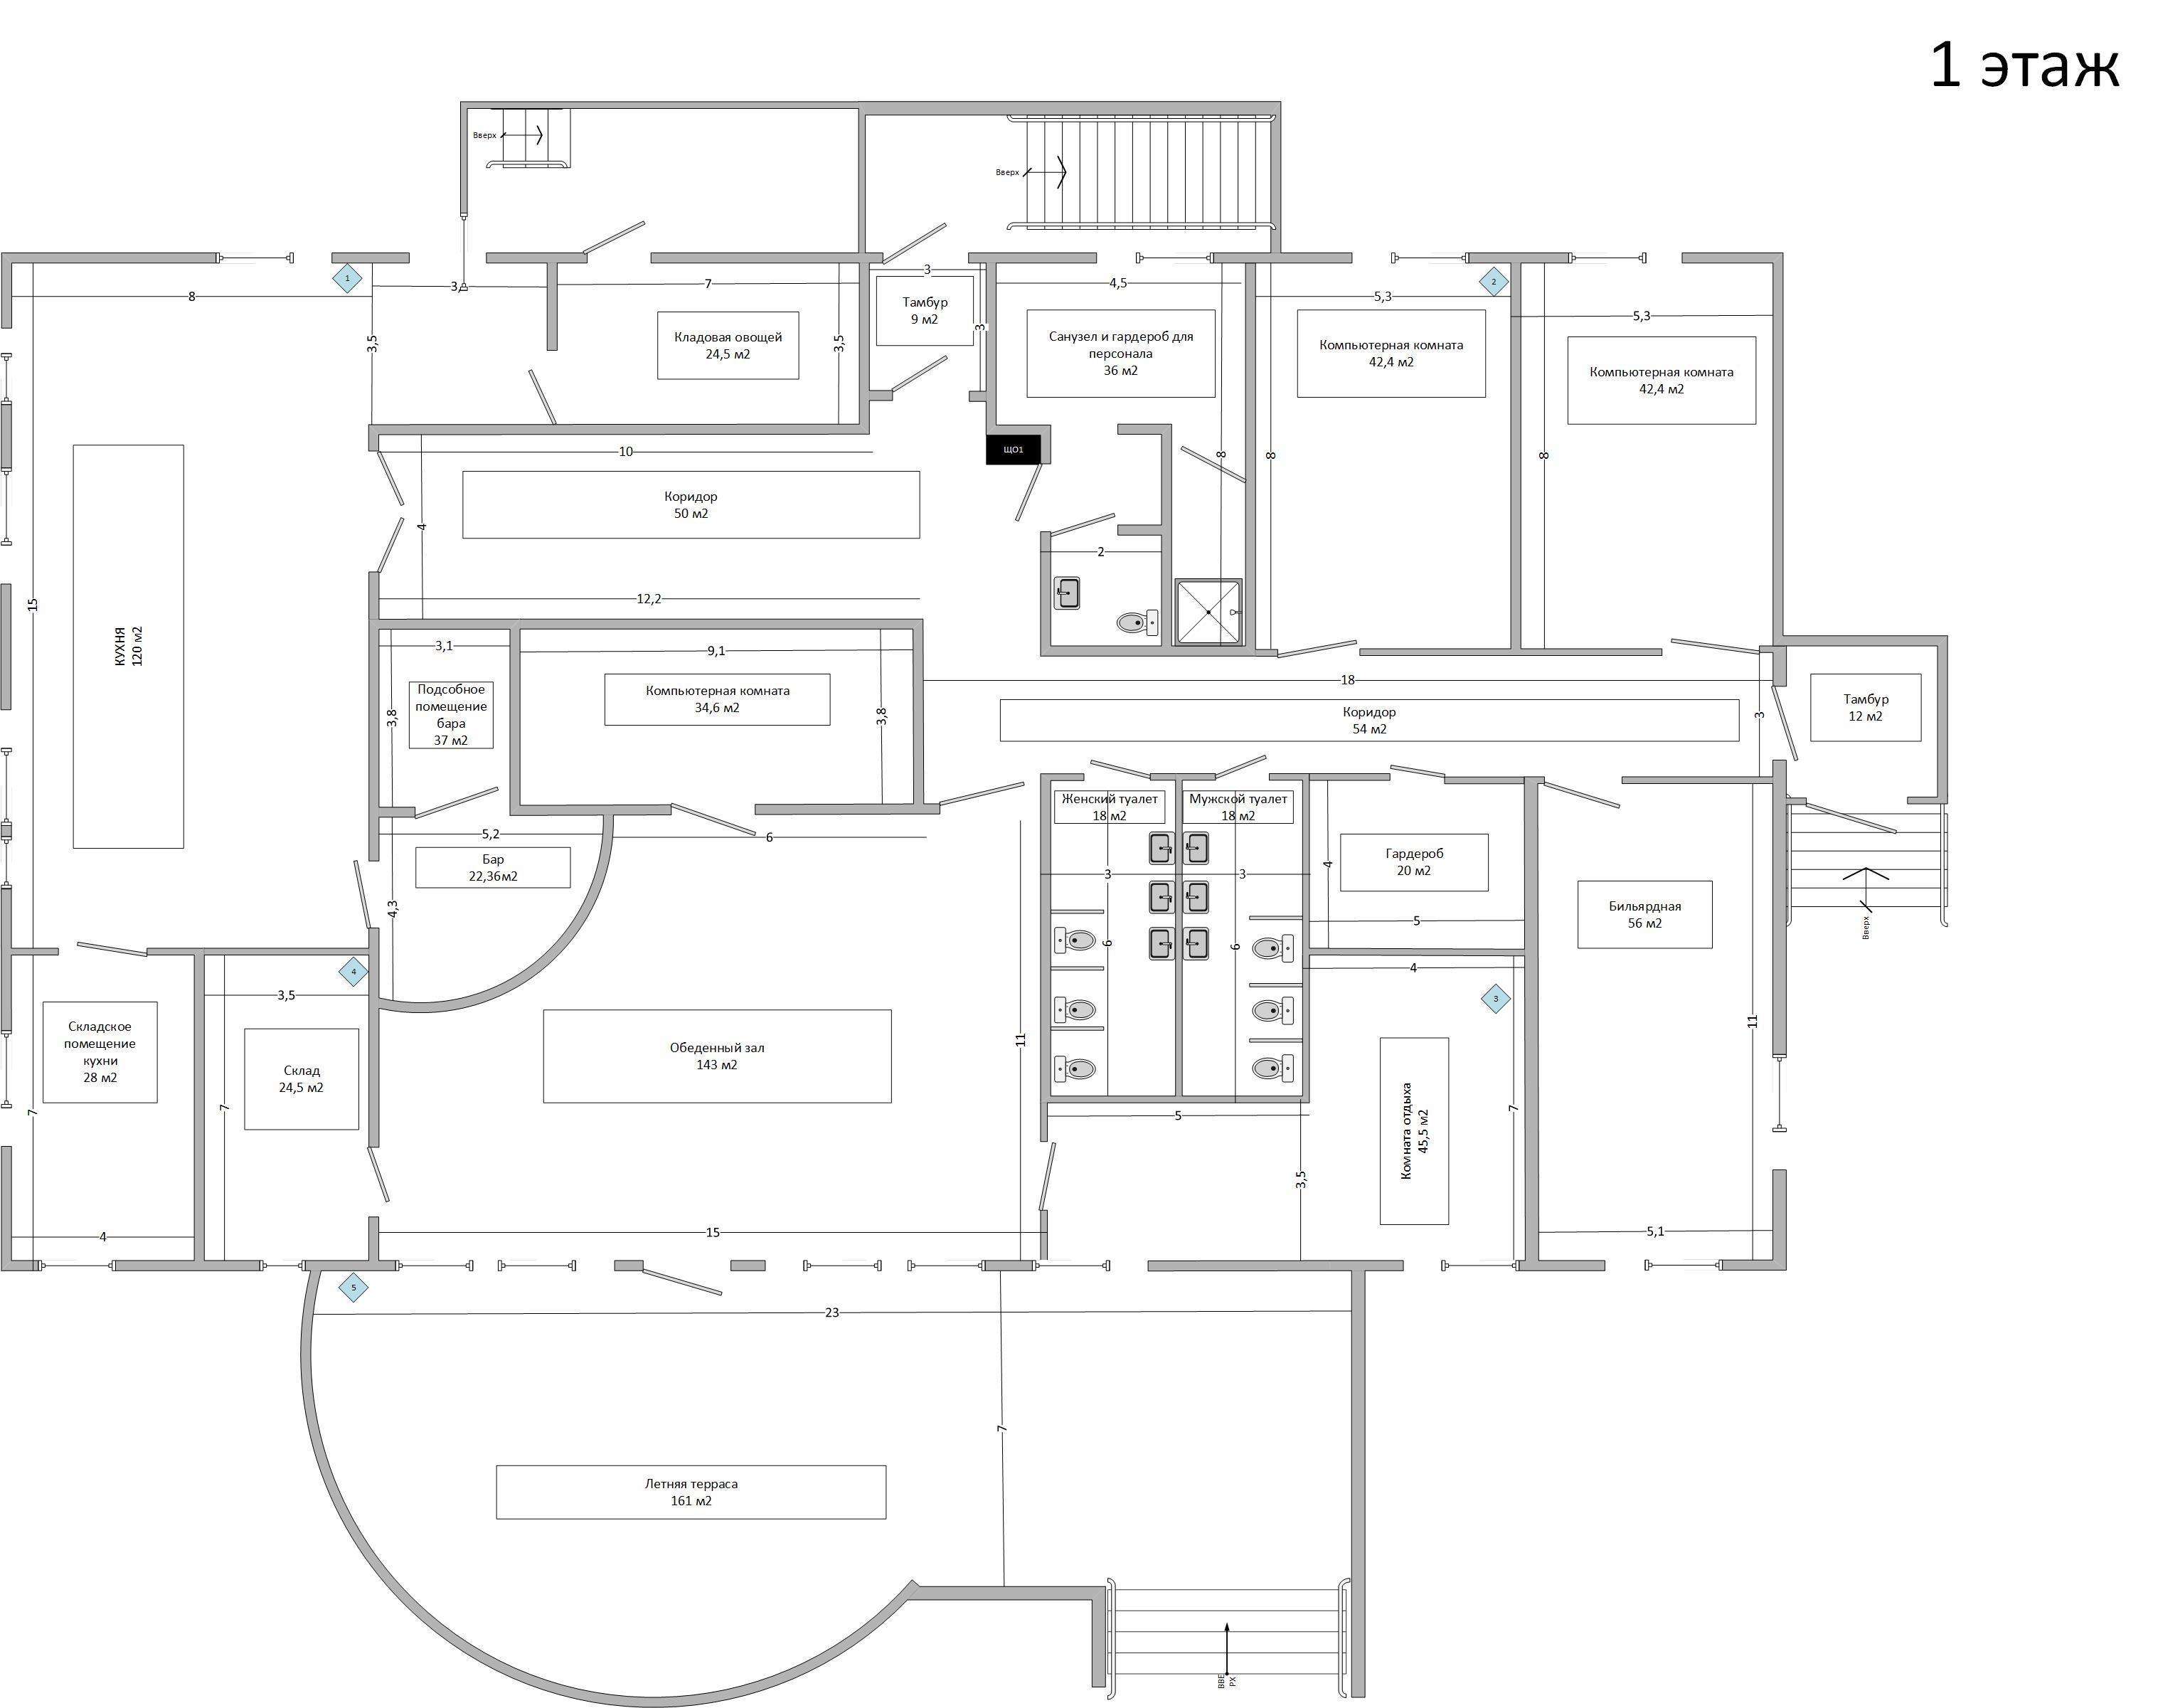 1 этаж
Вверх
Вверх
1
8
3,
7
3
4,5
5,3
2
5,3
3,5
Кладовая овощей
24,5 м2
3,5
Тамбур
9 м2
3
Санузел и гардероб для
персонала
36 м2
Компьютерная комната
42,4 м2
Компьютерная комната
42,4 м2
10
ЩО1
8
8
8
Коридор
50 м2
4
2
12,2
15
КУХНЯ
120 м2
3,1
9,1
Подсобное
помещение
бара
37 м2
3,8
Компьютерная комната
34,6 м2
3,8
18
Коридор
54 м2
3
Тамбур
12 м2
Женский туалет
18 м2
Мужской туалет
18 м2
5,2
6
Бар
22,36м2
4,3
3
3
6
6
4
Гардероб
20 м2
5
Бильярдная
56 м2
Вверх
4
4
3,5
3
Складское
помещение
кухни
28 м2
7
Склад
24,5 м2
7
Обеденный зал
143 м2
11
11
5
Комната отдыха
45,5 м2
7
3,5
4
15
5,1
5
23
7
Летняя терраса
161 м2
ВВЕ
РХ